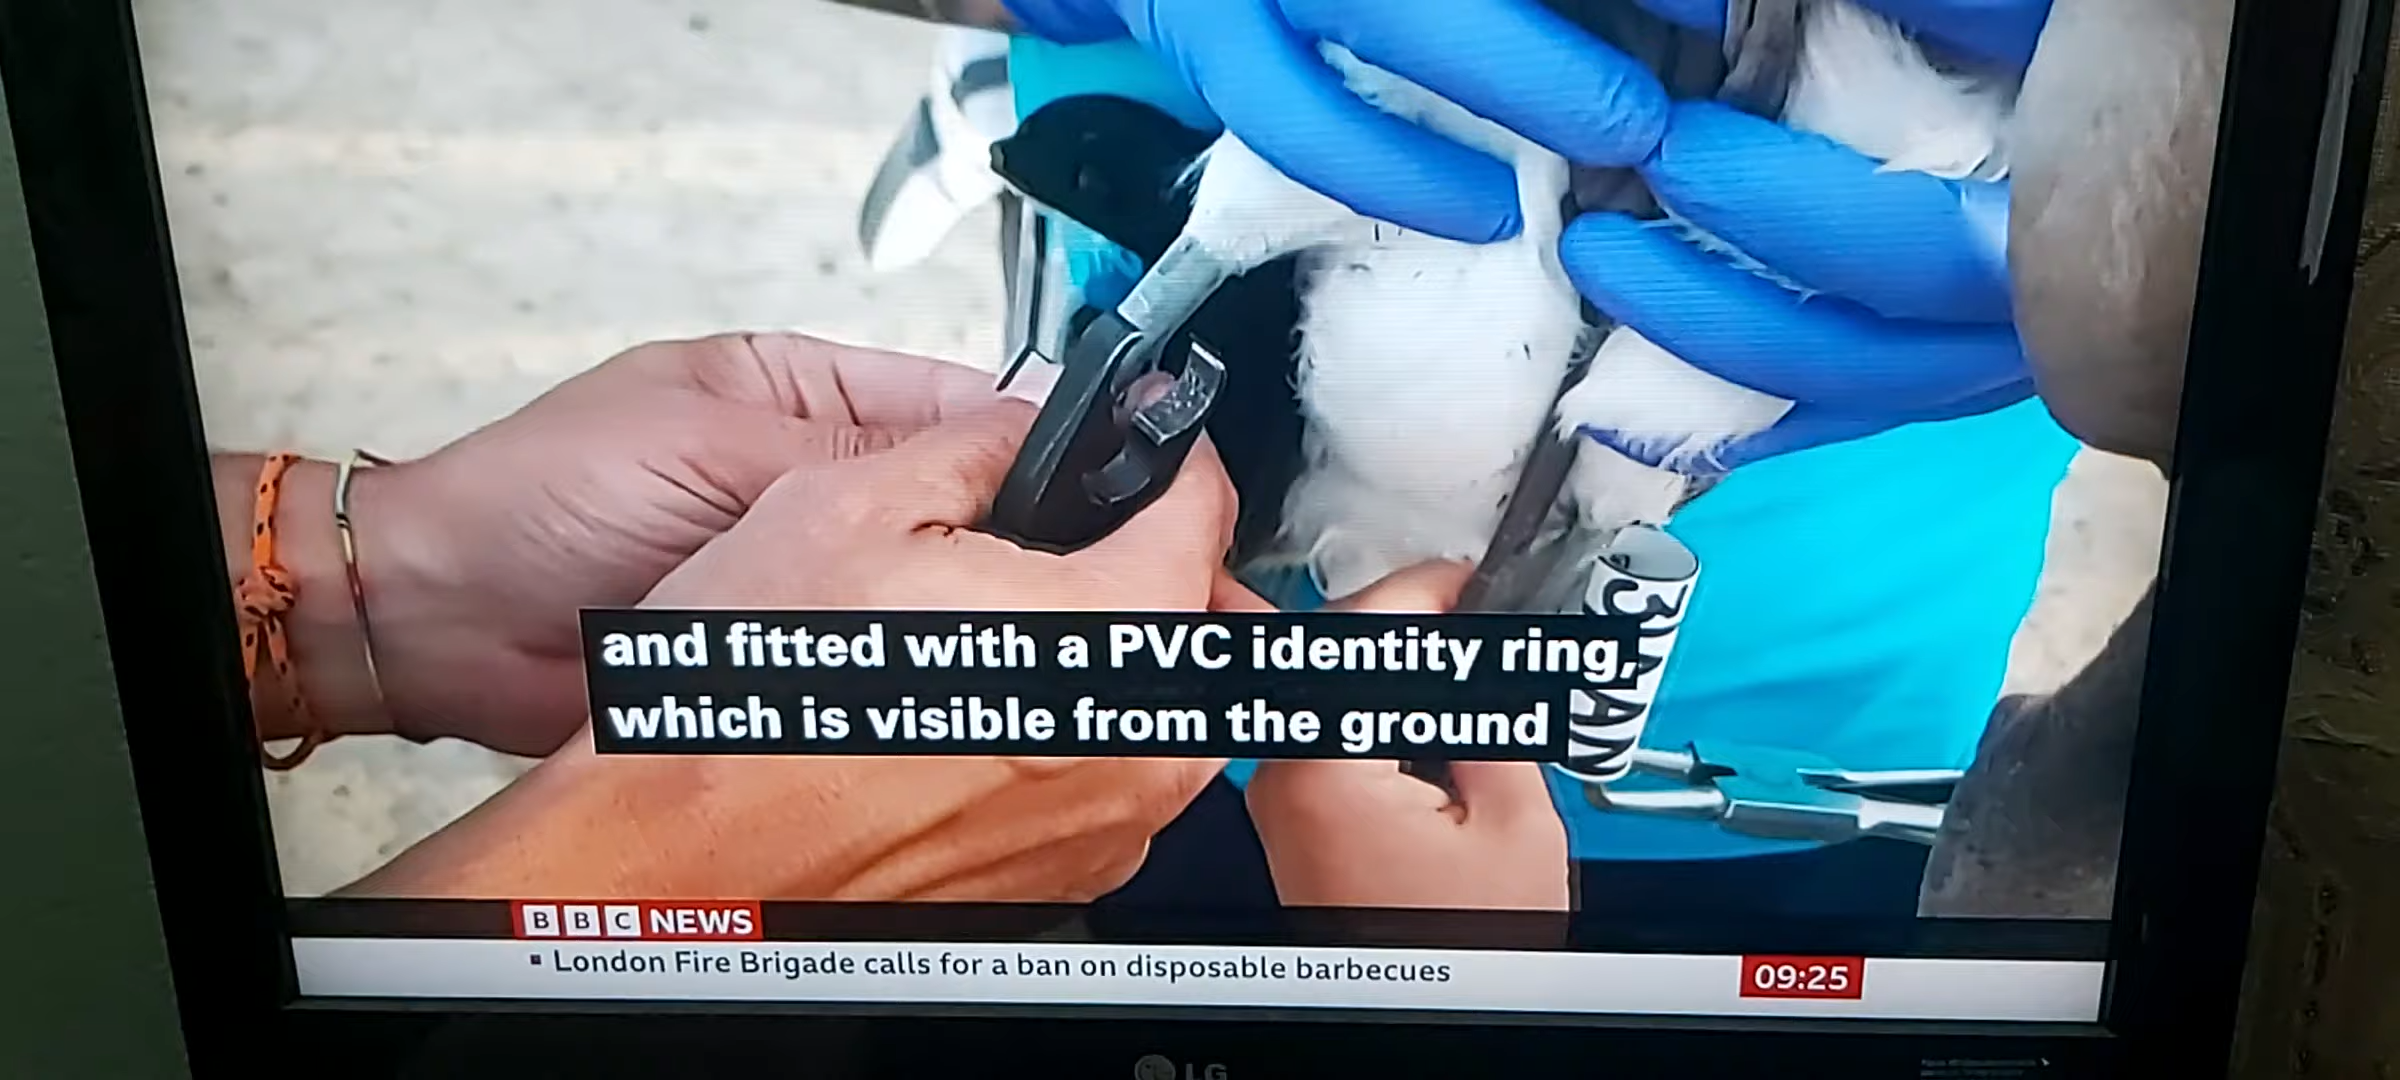 and fitted with a PVC identity ring,
which is visible from the ground
BBC NEWS
▪ London Fire Brigade calls for a ban on disposable barbecues
09:25
LG